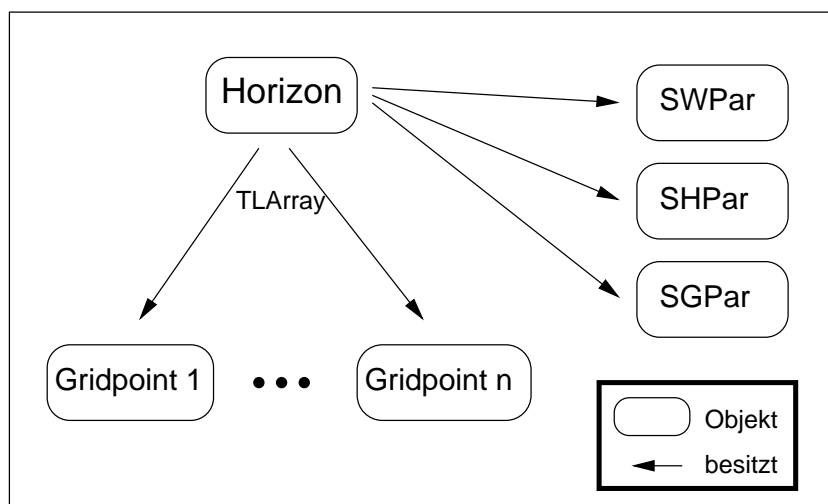 Horizon
SWPar
SHPar
SGPar
TLArray
Gridpoint 1
Gridpoint n
Objekt
besitzt